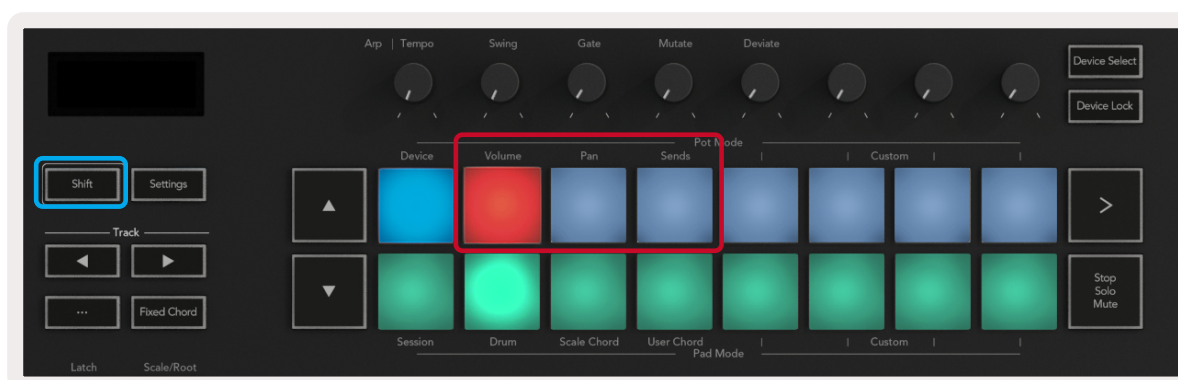 Arp | Tempo Swing Gate Mutate Deviate
Device Select
Device Lock
Pot Mode
Device Volume Pan Sends | | Custom | |
Shift Settings
▲ >
Track
◀ ▶
▼ Stop
Solo
Mute
... Fixed Chord
Session Drum Scale Chord User Chord | | Custom | |
Pad Mode
Latch Scale/Root